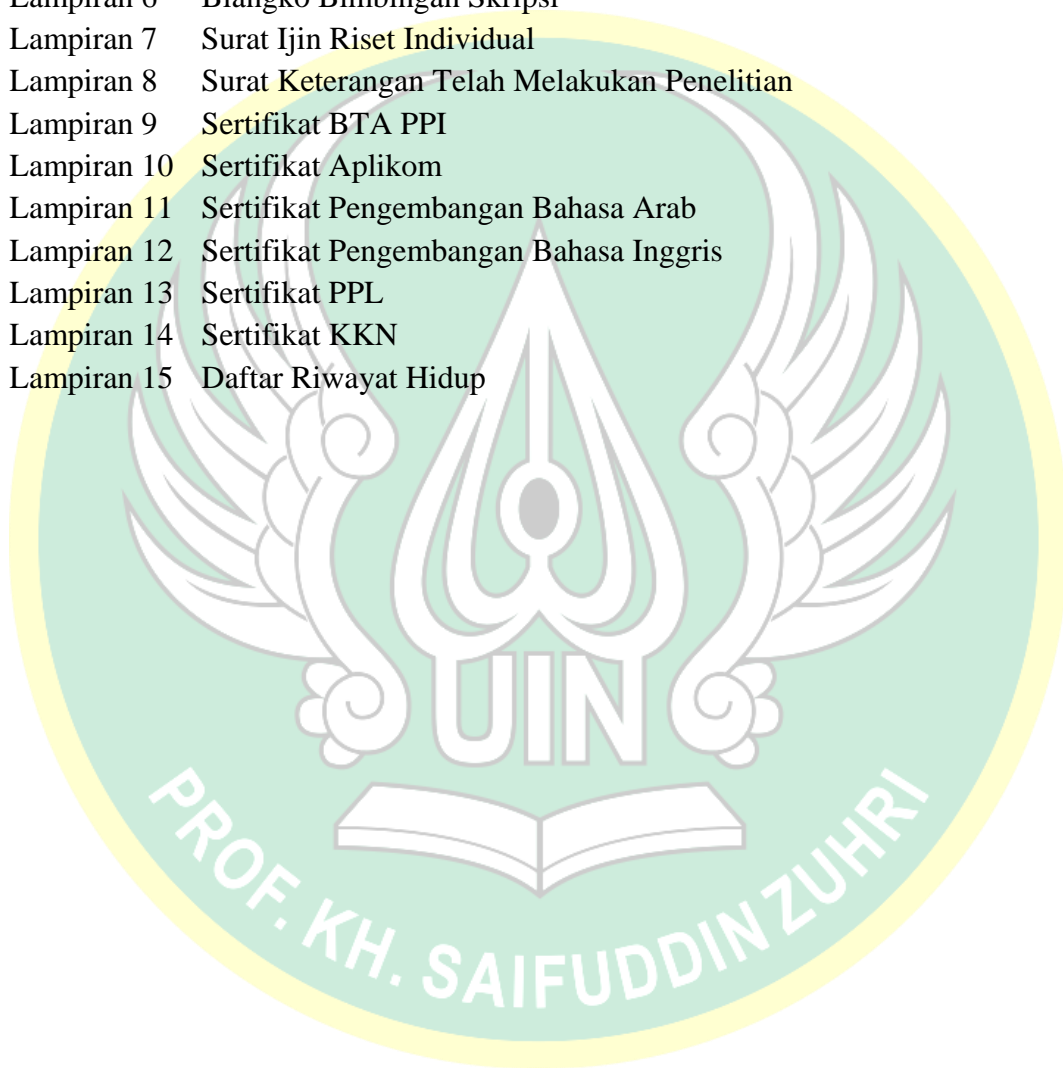 Lampiran 6 Blangko Bimbingan Skripsi
Lampiran 7 Surat Ijin Riset Individual
Lampiran 8 Surat Keterangan Telah Melakukan Penelitian
Lampiran 9 Sertifikat BTA PPI
Lampiran 10 Sertifikat Aplikom
Lampiran 11 Sertifikat Pengembangan Bahasa Arab
Lampiran 12 Sertifikat Pengembangan Bahasa Inggris
Lampiran 13 Sertifikat PPL
Lampiran 14 Sertifikat KKN
Lampiran 15 Daftar Riwayat Hidup
UIN
PROF. KH. SAIFUDDIN ZUHRI